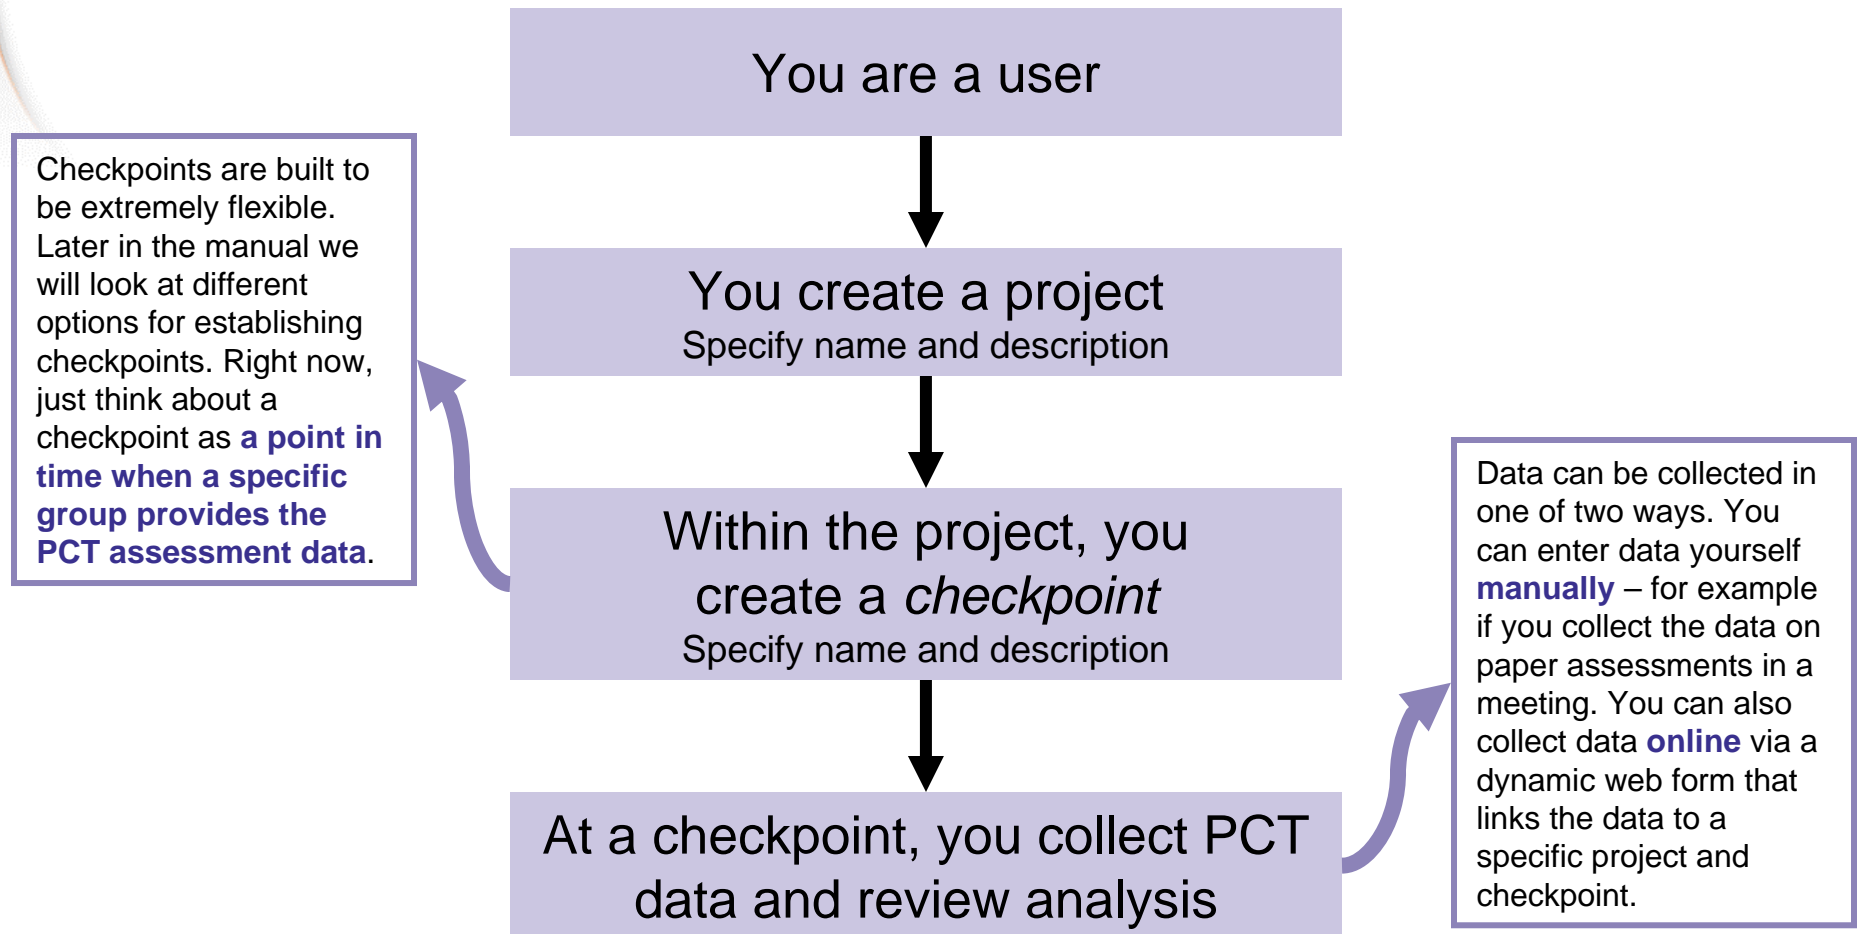 You are a user
You create a project
Specify name and description
Within the project, you
create a checkpoint
Specify name and description
At a checkpoint, you collect PCT
data and review analysis
Checkpoints are built to
be extremely flexible.
Later in the manual we
will look at different
options for establishing
checkpoints. Right now,
just think about a
checkpoint as a point in
time when a specific
group provides the
PCT assessment data.
Data can be collected in
one of two ways. You
can enter data yourself
manually – for example
if you collect the data on
paper assessments in a
meeting. You can also
collect data online via a
dynamic web form that
links the data to a
specific project and
checkpoint.